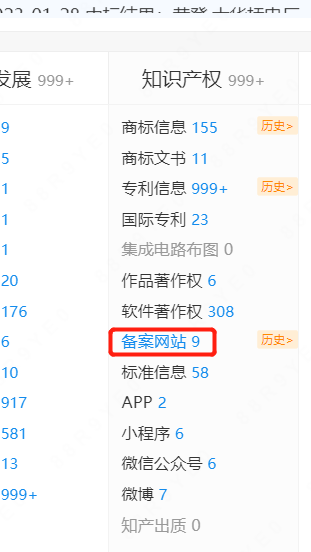 发展 999+
知识产权 999+
9
5
1
1
1
20
176
6
10
917
581
13
999+
商标信息 155 历史>
商标文书 11
专利信息 999+ 历史>
国际专利 23
集成电路布图 0
作品著作权 6
软件著作权 308
备案网站 9 历史>
标准信息 58
APP 2
小程序 6
微信公众号 6
微博 7
知产出质 0